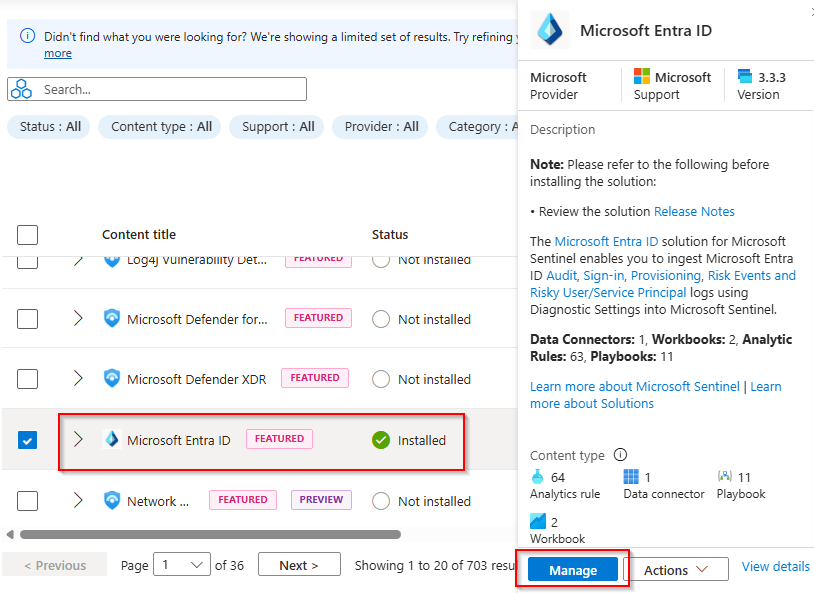 Didn't find what you were looking for? We're showing a limited set of results. Try refining
more
Search...
Status : All
Content type : All
Support : All
Provider : All
Category :
Content title
Status
Log4j Vulnerability Det...
FEATURED
Not installed
Microsoft Defender for...
FEATURED
Not installed
Microsoft Defender XDR
FEATURED
Not installed
Microsoft Entra ID
FEATURED
Installed
Network ...
FEATURED
PREVIEW
Not installed
< Previous
Page
1
of 36
Next >
Showing 1 to 20 of 703
Microsoft Entra ID
Microsoft
Provider
Microsoft
Support
3.3.3
Version
Description
Note: Please refer to the following before
installing the solution:
• Review the solution Release Notes
The Microsoft Entra ID solution for Microsoft
Sentinel enables you to ingest Microsoft Entra
ID Audit, Sign-in, Provisioning, Risk Events and
Risky User/Service Principal logs using
Diagnostic Settings into Microsoft Sentinel.
Data Connectors: 1, Workbooks: 2, Analytic
Rules: 63, Playbooks: 11
Learn more about Microsoft Sentinel | Learn
more about Solutions
Content type
64
Analytics rule
1
Data connector
11
Playbook
2
Workbook
Manage
Actions
View details